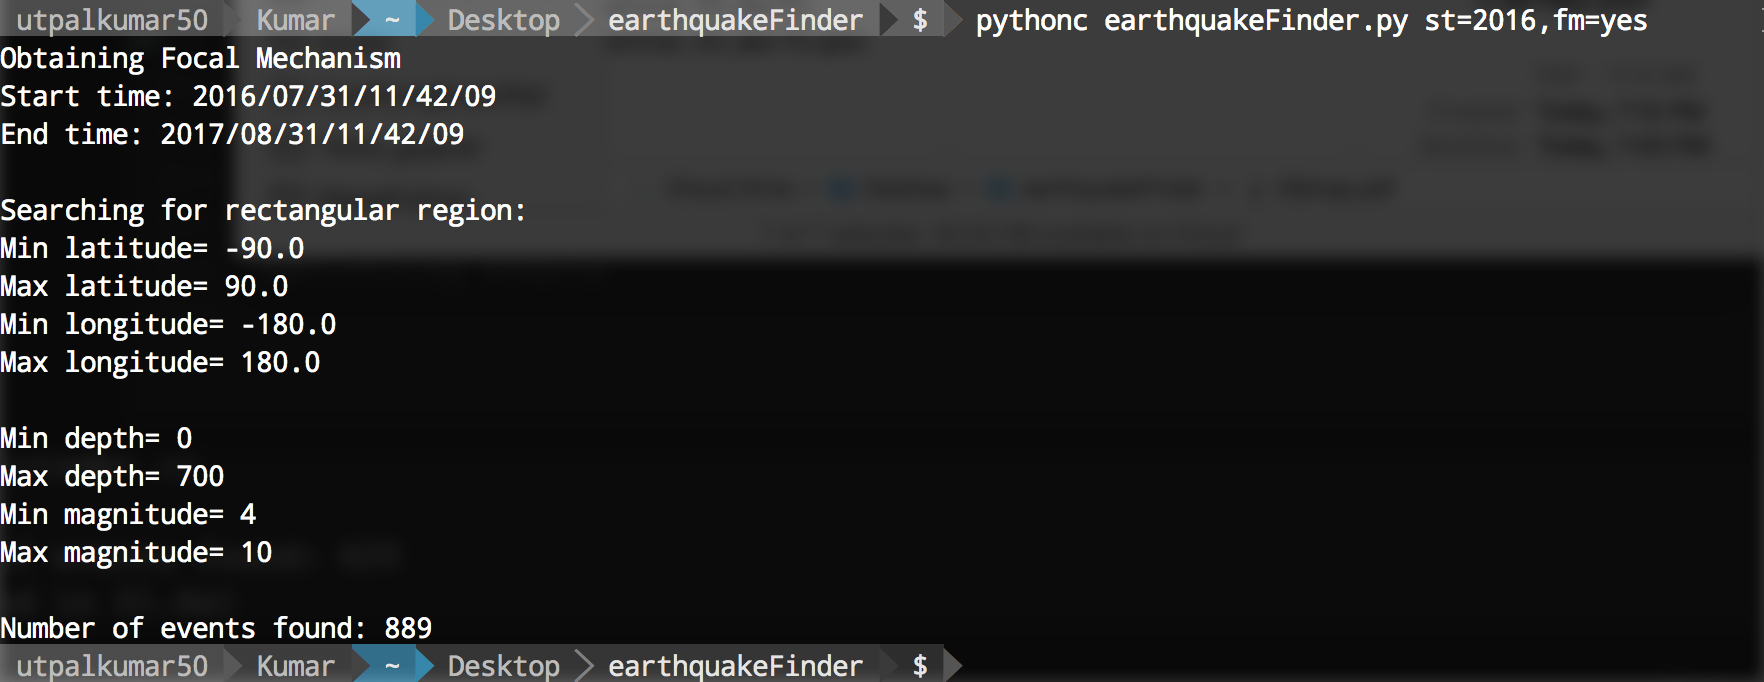 utpalkumar50 Kumar ~ Desktop earthquakeFinder $ pythonc earthquakeFinder.py st=2016,fm=yes
Obtaining Focal Mechanism
Start time: 2016/07/31/11/42/09
End time: 2017/08/31/11/42/09
Searching for rectangular region:
Min latitude= -90.0
Max latitude= 90.0
Min longitude= -180.0
Max longitude= 180.0
Min depth= 0
Max depth= 700
Min magnitude= 4
Max magnitude= 10
Number of events found: 889
utpalkumar50 Kumar ~ Desktop earthquakeFinder $